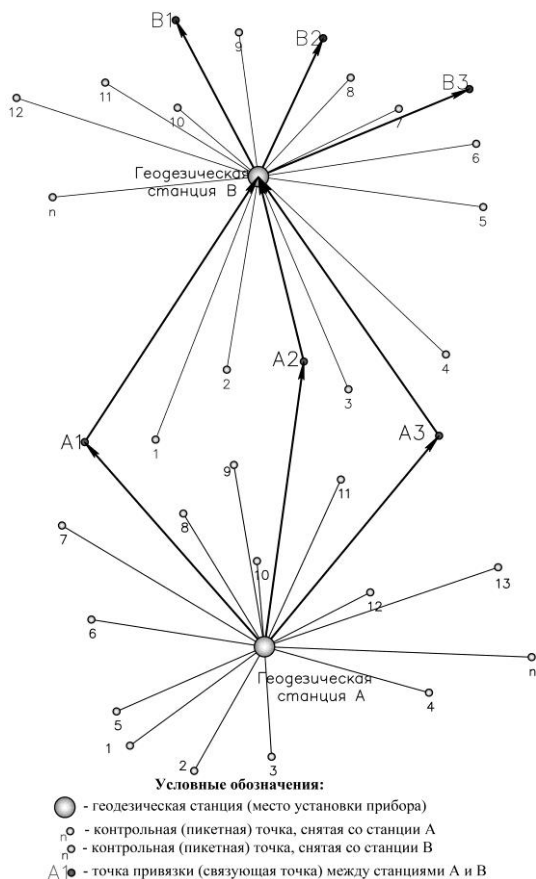 B1
B2
9
B3
8
11
12
10
7
6
Геодезическая
станция В
n
5
4
A2
2
3
A3
A1
1
9
11
8
7
10
13
12
6
n
Геодезическая
станция А
4
5
1
2
3
Условные обозначения:
- геодезическая станция (место установки прибора)
n - контрольная (пикетная) точка, снятая со станции А
n - контрольная (пикетная) точка, снятая со станции В
A1 - точка привязки (связующая точка) между станциями А и В